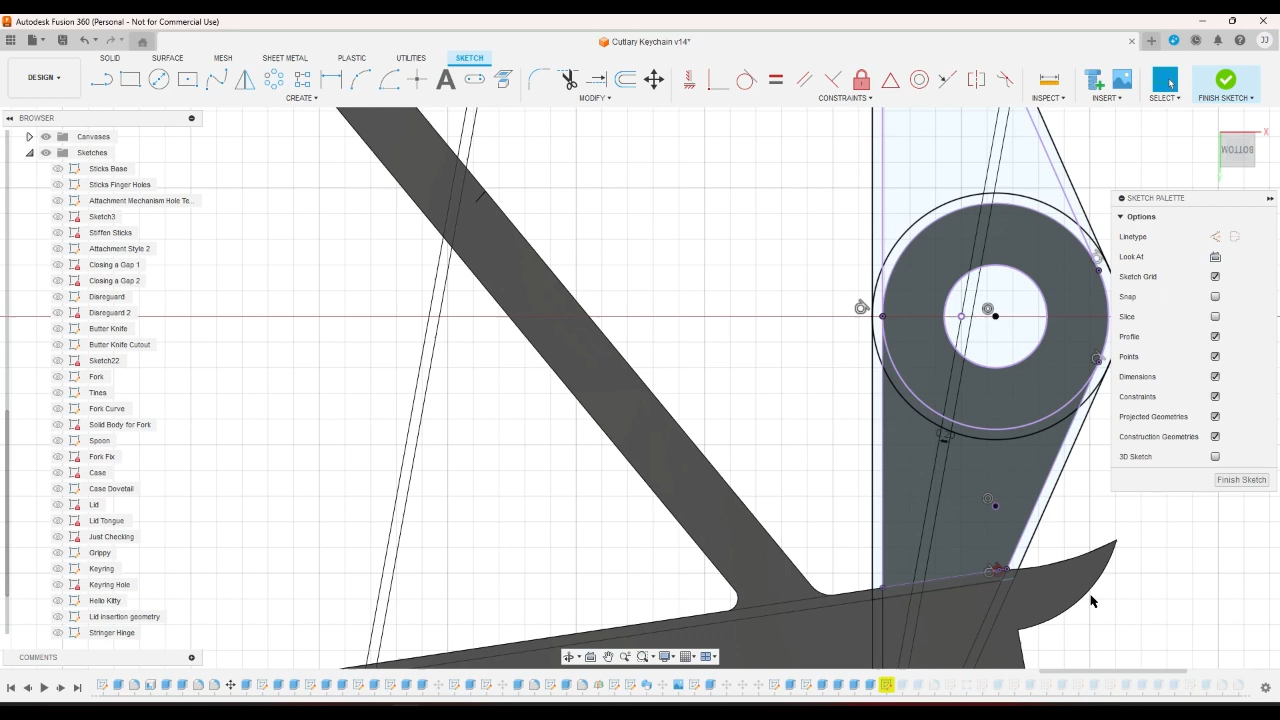 Autodesk Fusion 360 (Personal - Not for Commercial Use)
Cutlary Keychain v14*
JJ
SOLID
SURFACE
MESH
SHEET METAL
PLASTIC
UTILITIES
SKETCH
DESIGN
CREATE
MODIFY
CONSTRAINTS
INSPECT
INSERT
SELECT
FINISH SKETCH
BROWSER
Canvases
Sketches
Sticks Base
Sticks Finger Holes
Attachment Mechanism Hole Te...
Sketch3
Stiffen Sticks
Attachment Style 2
Closing a Gap 1
Closing a Gap 2
Disreguard
Disreguard 2
Butter Knife
Butter Knife Cutout
Sketch22
Fork
Tines
Fork Curve
Solid Body for Fork
Spoon
Fork Fix
Case
Case Dovetail
Lid
Lid Tongue
Just Checking
Grippy
Keyring
Keyring Hole
Hello Kitty
Lid insertion geometry
Stringer Hinge
COMMENTS
X
BOTTOM
SKETCH PALETTE
Options
Linetype
Look At
Sketch Grid
Snap
Slice
Profile
Points
Dimensions
Constraints
Projected Geometries
Construction Geometries
3D Sketch
Finish Sketch